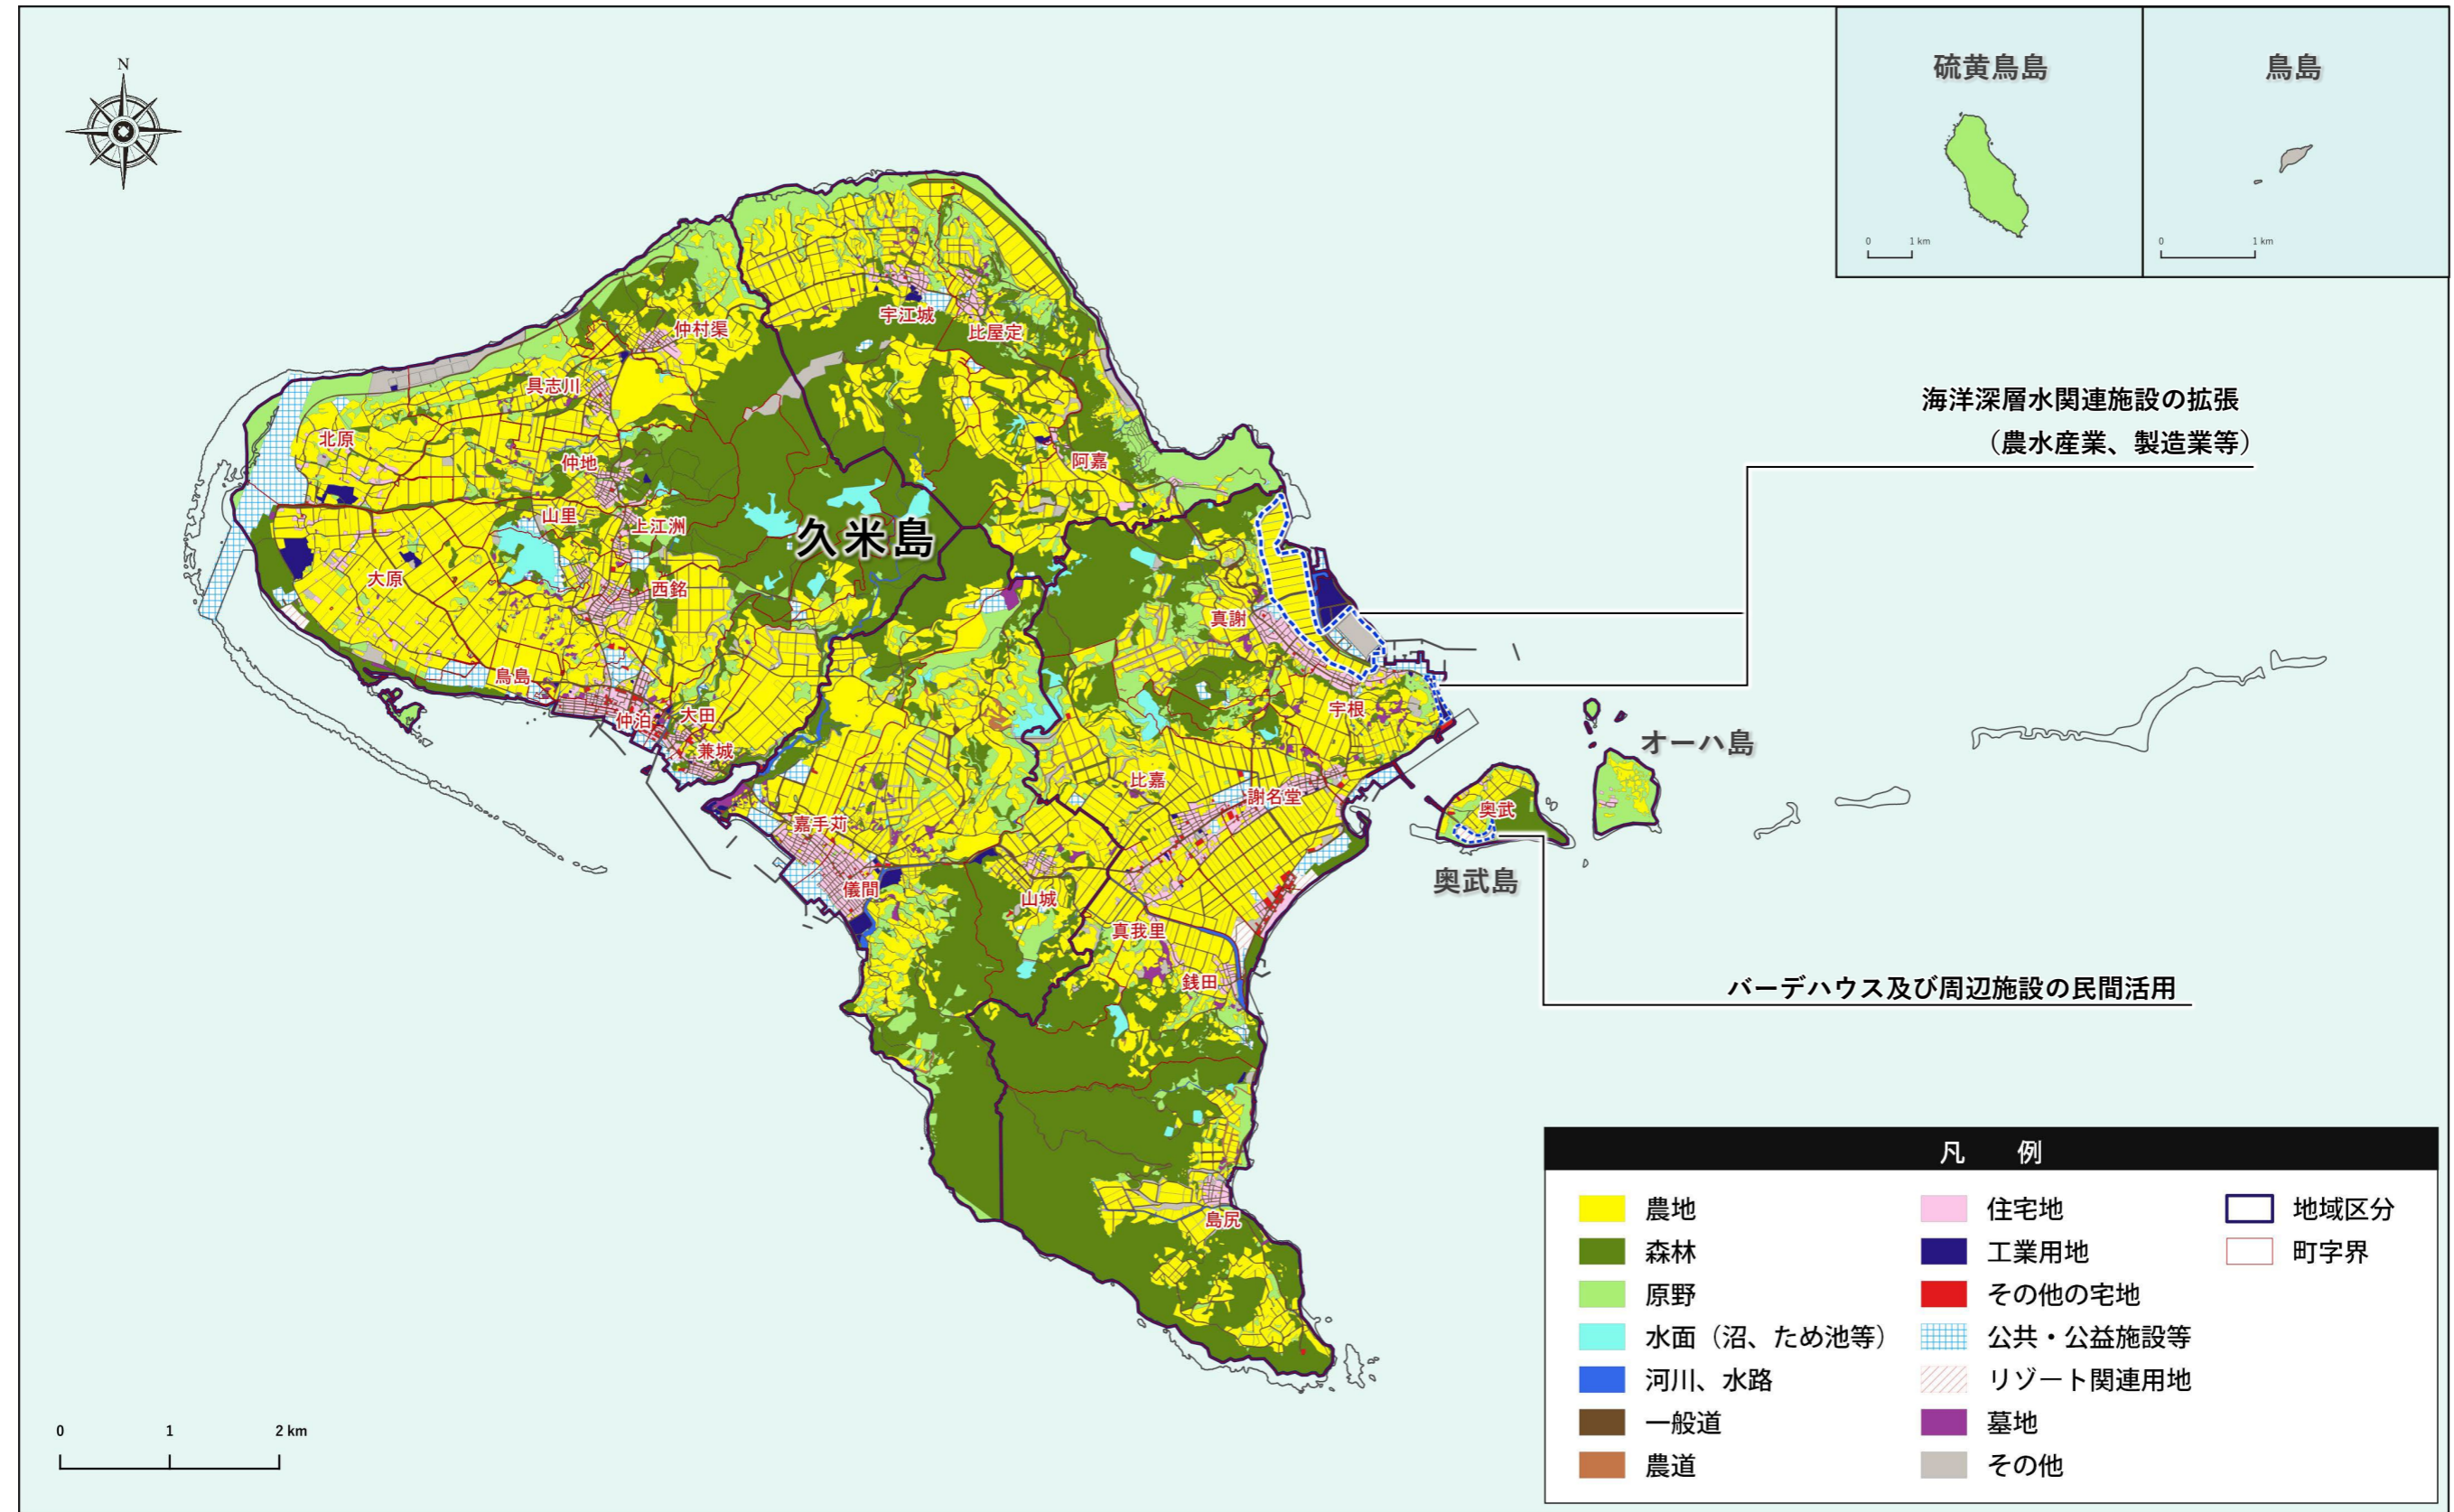 N
硫黄鳥島
鳥島
0 1 km
0 1 km
海洋深層水関連施設の拡張
（農水産業、製造業等）
宇江城
比屋定
仲村渠
具志川
北原
仲地
阿嘉
山里
上江洲
久米島
大原
西銘
真謝
鳥島
仲泊
大田
兼城
宇根
オーハ島
比嘉
謝名堂
奥武
嘉手苅
奥武島
儀間
山城
真我里
銭田
バーデハウス及び周辺施設の民間活用
島尻
0 1 2 km
凡 例
農地
森林
原野
水面（沼、ため池等）
河川、水路
一般道
農道
住宅地
工業用地
その他の宅地
公共・公益施設等
リゾート関連用地
墓地
その他
地域区分
町字界